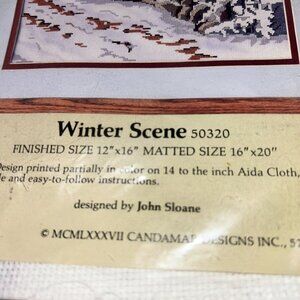 Winter Scene 50320
FINISHED SIZE 12"x16" MATTED SIZE 16"x20"
Design printed partially in color on 14 to the inch Aida Cloth,
and easy-to-follow instructions.
designed by John Sloane
© MCMLXXXVII CANDAMAR DESIGNS INC.,